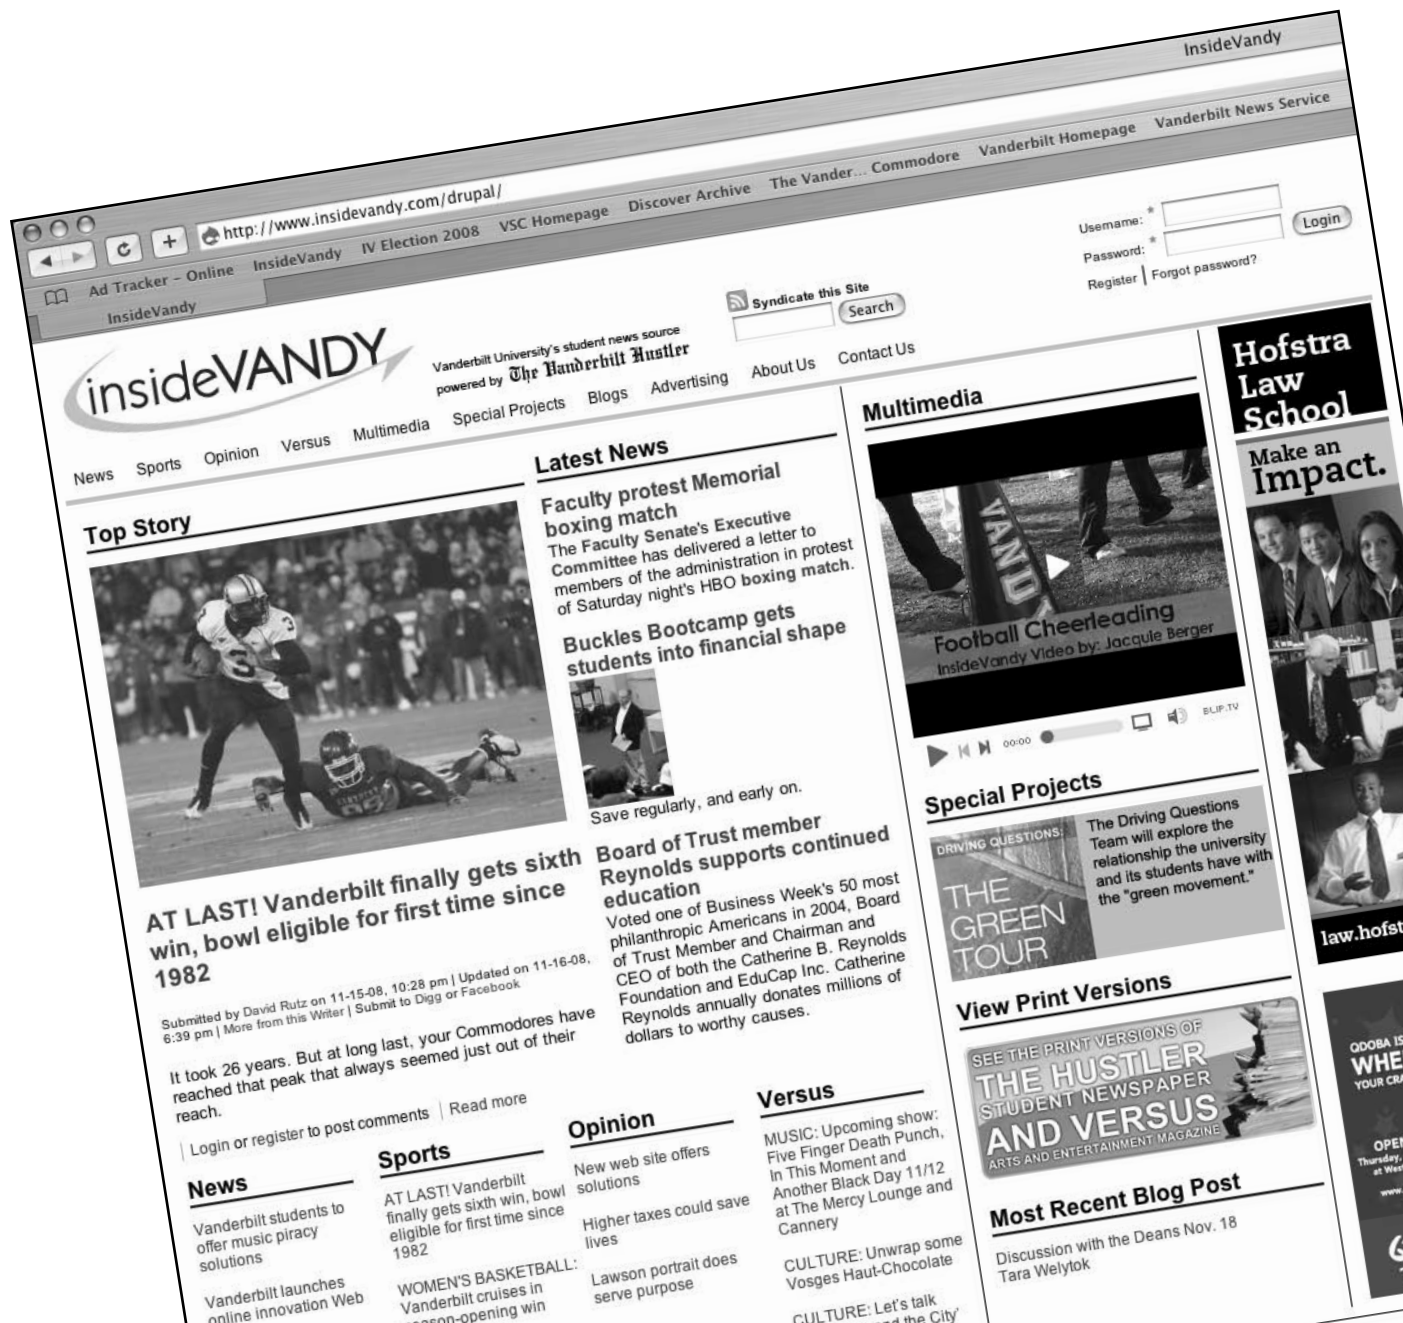 InsideVandy
http://www.insidevandy.com/drupal/
Ad Tracker – Online InsideVandy IV Election 2008 VSC Homepage Discover Archive The Vander... Commodore Vanderbilt Homepage Vanderbilt News Service
InsideVandy
insideVANDY
Vanderbilt University's student news source
powered by The Vanderbilt Hustler
Syndicate this Site
Search
Username: *
Password: *
Login
Register | Forgot password?
News Sports Opinion Versus Multimedia Special Projects Blogs Advertising About Us Contact Us
Top Story
AT LAST! Vanderbilt finally gets sixth
win, bowl eligible for first time since
1982
Submitted by David Rutz on 11-15-08, 10:28 pm | Updated on 11-16-08,
6:39 pm | More from this Writer | Submit to Digg or Facebook
It took 26 years. But at long last, your Commodores have
reached that peak that always seemed just out of their
reach.
| Login or register to post comments | Read more
Latest News
Faculty protest Memorial
boxing match
The Faculty Senate's Executive
Committee has delivered a letter to
members of the administration in protest
of Saturday night's HBO boxing match.
Buckles Bootcamp gets
students into financial shape
Save regularly, and early on.
Board of Trust member
Reynolds supports continued
education
Voted one of Business Week's 50 most
philanthropic Americans in 2004, Board
of Trust Member and Chairman and
CEO of both the Catherine B. Reynolds
Foundation and EduCap Inc. Catherine
Reynolds annually donates millions of
dollars to worthy causes.
Multimedia
VANDY
Football Cheerleading
InsideVandy Video by: Jacquie Berger
00:00
BLIP.TV
Special Projects
DRIVING QUESTIONS:
THE
GREEN
TOUR
The Driving Questions
Team will explore the
relationship the university
and its students have with
the "green movement."
View Print Versions
SEE THE PRINT VERSIONS OF
THE HUSTLER
STUDENT NEWSPAPER
AND VERSUS
ARTS AND ENTERTAINMENT MAGAZINE
Most Recent Blog Post
Discussion with the Deans Nov. 18
Tara Welytok
Hofstra
Law
School
Make an
Impact.
law.hofst
QDOBA IS
WHE
YOUR CRA
OPEN
Thursday,
at West
www.
News
Vanderbilt students to
offer music piracy
solutions
Vanderbilt launches
online innovation Web
Sports
AT LAST! Vanderbilt
finally gets sixth win, bowl
eligible for first time since
1982
WOMEN'S BASKETBALL:
Vanderbilt cruises in
season-opening win
Opinion
New web site offers
solutions
Higher taxes could save
lives
Lawson portrait does
serve purpose
Versus
MUSIC: Upcoming show:
Five Finger Death Punch,
In This Moment and
Another Black Day 11/12
at The Mercy Lounge and
Cannery
CULTURE: Unwrap some
Vosges Haut-Chocolate
CULTURE: Let's talk
the City'